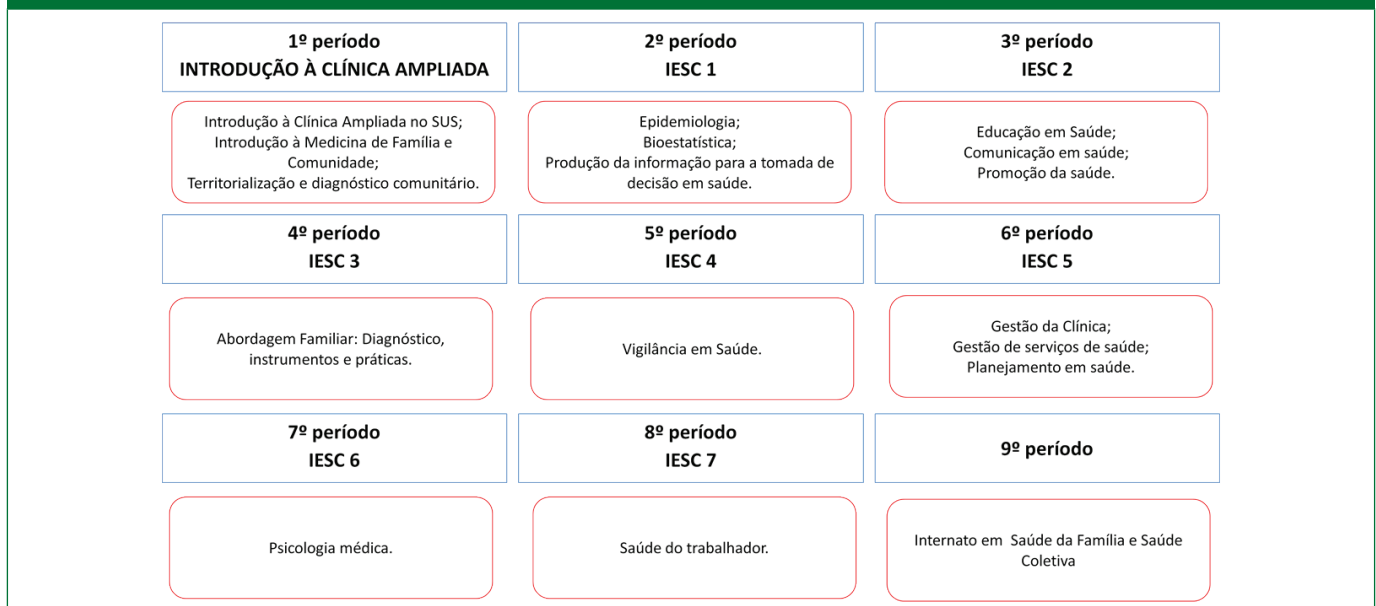 1º período
INTRODUÇÃO À CLÍNICA AMPLIADA
Introdução à Clínica Ampliada no SUS;
Introdução à Medicina de Família e
Comunidade;
Territorialização e diagnóstico comunitário.
2º período
IESC 1
Epidemiologia;
Bioestatística;
Produção da informação para a tomada de
decisão em saúde.
3º período
IESC 2
Educação em Saúde;
Comunicação em saúde;
Promoção da saúde.
4º período
IESC 3
Abordagem Familiar: Diagnóstico,
instrumentos e práticas.
5º período
IESC 4
Vigilância em Saúde.
6º período
IESC 5
Gestão da Clínica;
Gestão de serviços de saúde;
Planejamento em saúde.
7º período
IESC 6
Psicologia médica.
8º período
IESC 7
Saúde do trabalhador.
9º período
Internato em  Saúde da Família e Saúde
Coletiva